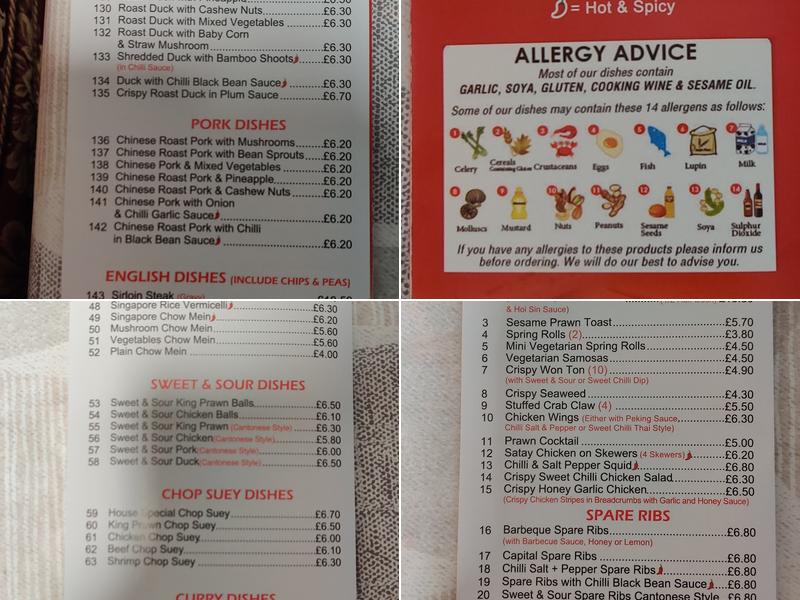 130 Roast Duck with Cashew Nuts £6.30
131 Roast Duck with Mixed Vegetables £6.30
132 Roast Duck with Baby Corn
& Straw Mushroom £6.30
133 Shredded Duck with Bamboo Shoots £6.30
(in Chilli Sauce)
134 Duck with Chilli Black Bean Sauce £6.30
135 Crispy Roast Duck in Plum Sauce £6.70
PORK DISHES
136 Chinese Roast Pork with Mushrooms £6.20
137 Chinese Roast Pork with Bean Sprouts £6.20
138 Chinese Pork & Mixed Vegetables £6.20
139 Chinese Roast Pork & Pineapple £6.20
140 Chinese Roast Pork & Cashew Nuts £6.20
141 Chinese Pork with Onion
& Chilli Garlic Sauce £6.20
142 Chinese Roast Pork with Chilli
in Black Bean Sauce £6.20
ENGLISH DISHES (INCLUDE CHIPS & PEAS)
143 Sirloin Steak (Gravy)
= Hot & Spicy
ALLERGY ADVICE
Most of our dishes contain
GARLIC, SOYA, GLUTEN, COOKING WINE & SESAME OIL.
Some of our dishes may contain these 14 allergens as follows:
1 2 3 4 5 6 7
Celery Cereals Containing Gluten Crustaceans Eggs Fish Lupin Milk
8 9 10 11 12 13 14
Molluscs Mustard Nuts Peanuts Sesame Seeds Soya Sulphur Dioxide
If you have any allergies to these products please inform us
before ordering. We will do our best to advise you.
48 Singapore Rice Vermicelli £6.30
49 Singapore Chow Mein £6.20
50 Mushroom Chow Mein £5.60
51 Vegetables Chow Mein £5.60
52 Plain Chow Mein £4.00
SWEET & SOUR DISHES
53 Sweet & Sour King Prawn Balls £6.50
54 Sweet & Sour Chicken Balls £6.10
55 Sweet & Sour King Prawn (Cantonese Style) £6.30
56 Sweet & Sour Chicken (Cantonese Style) £5.80
57 Sweet & Sour Pork (Cantonese Style) £6.00
58 Sweet & Sour Duck (Cantonese Style) £6.50
CHOP SUEY DISHES
59 House Special Chop Suey £6.70
60 King Prawn Chop Suey £6.50
61 Chicken Chop Suey £6.00
62 Beef Chop Suey £6.10
63 Shrimp Chop Suey £6.30
CURRY DISHES
& Hoi Sin Sauce)
3 Sesame Prawn Toast £5.70
4 Spring Rolls (2) £3.80
5 Mini Vegetarian Spring Rolls £4.50
6 Vegetarian Samosas £4.50
7 Crispy Won Ton (10) £4.90
(with Sweet & Sour or Sweet Chilli Dip)
8 Crispy Seaweed £4.30
9 Stuffed Crab Claw (4) £5.50
10 Chicken Wings (Either with Peking Sauce, £6.30
Chilli Salt & Pepper or Sweet Chilli Thai Style)
11 Prawn Cocktail £5.00
12 Satay Chicken on Skewers (4 Skewers) £6.20
13 Chilli & Salt Pepper Squid £6.80
14 Crispy Sweet Chilli Chicken Salad £6.30
15 Crispy Honey Garlic Chicken £6.50
(Crispy Chicken Stripes in Breadcrumbs with Garlic and Honey Sauce)
SPARE RIBS
16 Barbeque Spare Ribs £6.80
(with Barbecue Sauce, Honey or Lemon)
17 Capital Spare Ribs £6.80
18 Chilli Salt + Pepper Spare Ribs £6.80
19 Spare Ribs with Chilli Black Bean Sauce £6.80
20 Sweet & Sour Spare Ribs Cantonese Style £6.80